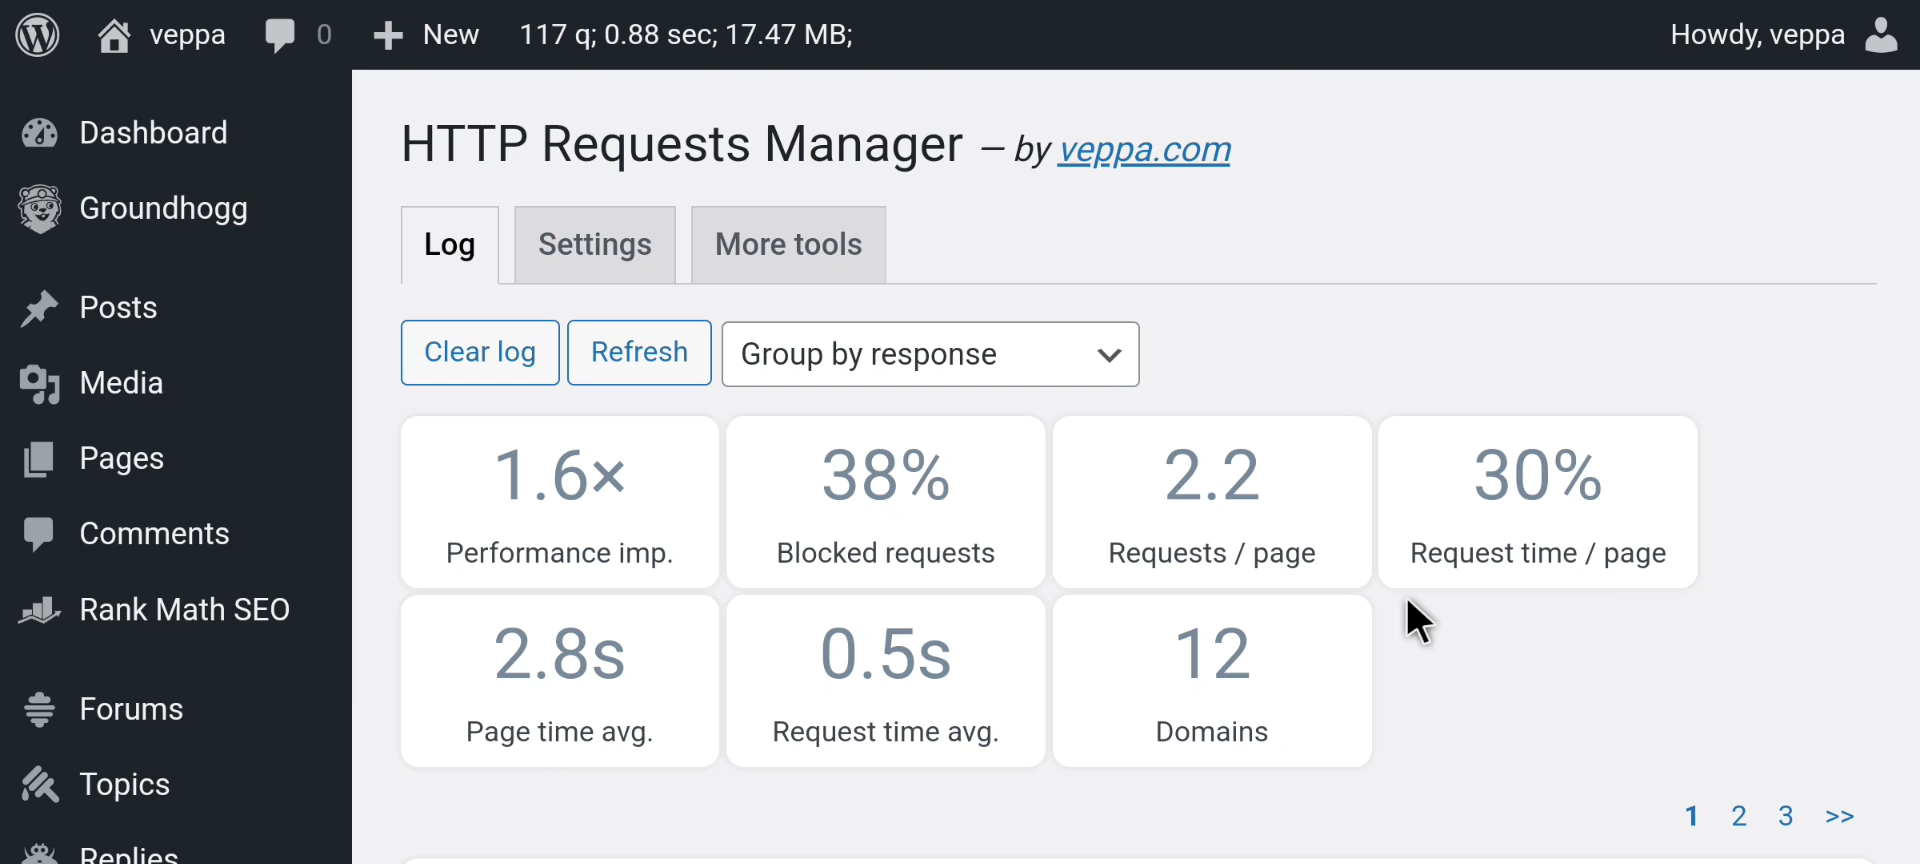 veppa 0 New 117 q; 0.88 sec; 17.47 MB; Howdy, veppa
Dashboard
Groundhogg
Posts
Media
Pages
Comments
Rank Math SEO
Forums
Topics
Replies
HTTP Requests Manager – by veppa.com
Log Settings More tools
Clear log Refresh Group by response
1.6× 38% 2.2 30%
Performance imp. Blocked requests Requests / page Request time / page
2.8s 0.5s 12
Page time avg. Request time avg. Domains
1 2 3 >>